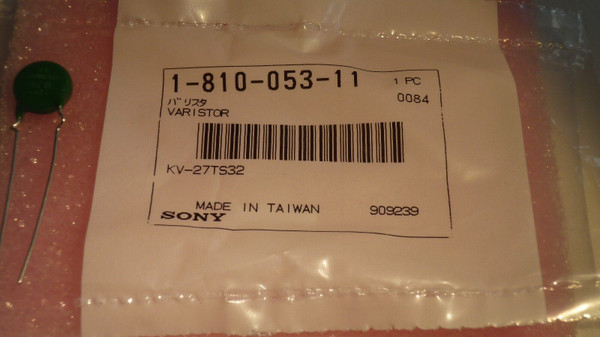 1-810-053-11 1 PC
バリスタ 0084
VARISTOR
KV-27TS32
MADE IN TAIWAN 909239
SONY